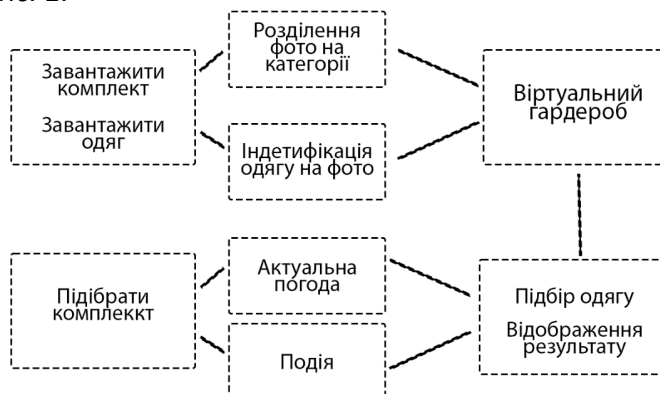 Розділення
фото на
категорії
Завантажити
комплект
Завантажити
одяг
Індетифікація
одягу на фото
Віртуальний
гардероб
Підібрати
комплеккт
Актуальна
погода
Подія
Підбір одягу
Відображення
результату